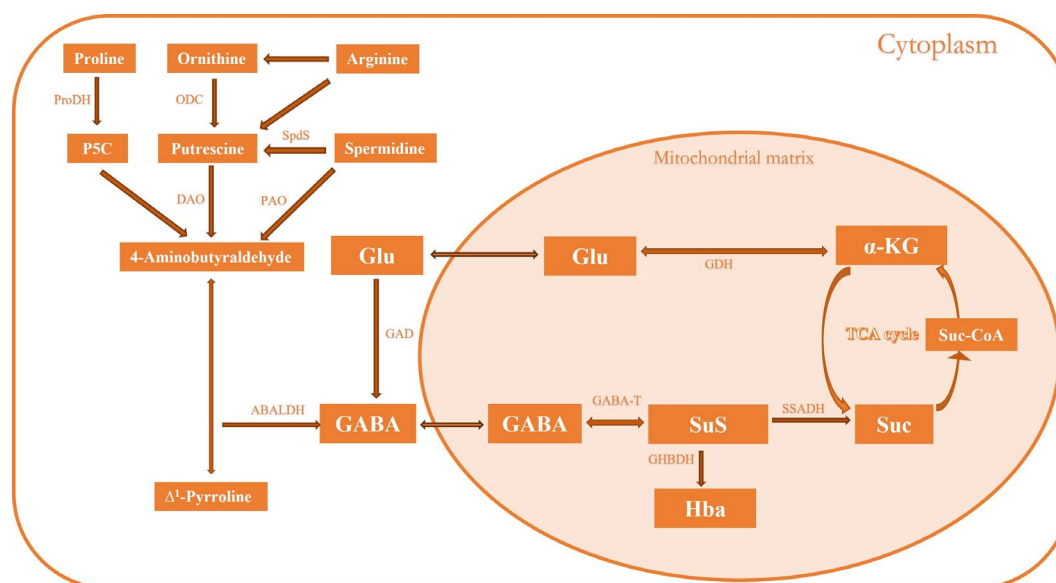 Cytoplasm
Proline
Ornithine
Arginine
ProDH
ODC
SpdS
P5C
Putrescine
Spermidine
Mitochondrial matrix
DAO
PAO
4-Aminobutyraldehyde
Glu
Glu
GDH
α-KG
GAD
TCA cycle
Suc-CoA
ABALDH
GABA
GABA
GABA-T
SuS
SSADH
Suc
GHBDH
Δ¹-Pyrroline
Hba